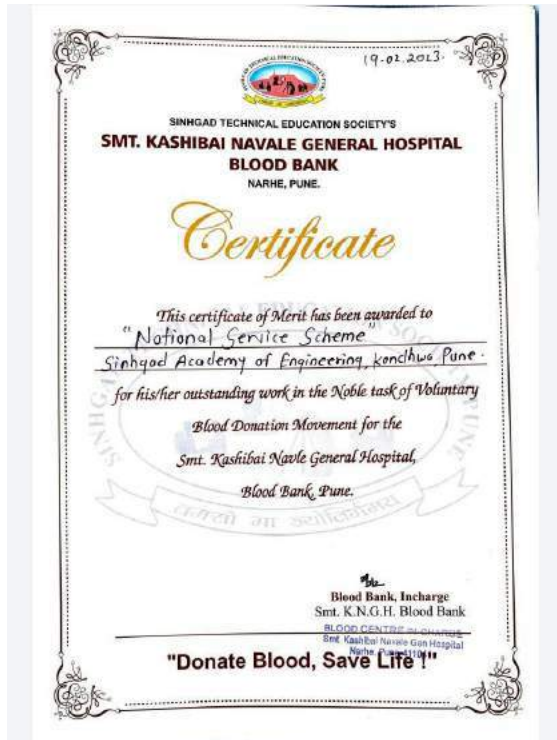 19.02.2023.
SINHGAD TECHNICAL EDUCATION SOCIETY'S
SMT. KASHIBAI NAVALE GENERAL HOSPITAL
BLOOD BANK
NARHE, PUNE.
Certificate
This certificate of Merit has been awarded to
"National Service Scheme"
Sinhgad Academy of Engineering, Kondhwa, Pune.
for his/her outstanding work in the Noble task of Voluntary
Blood Donation Movement for the
Smt. Kashibai Navle General Hospital,
Blood Bank, Pune.
Blood Bank, Incharge
Smt. K.N.G.H. Blood Bank
BLOOD CENTRE IN-CHARGE
Smt. Kashibai Navale Gen Hospital
Narhe, Pune
"Donate Blood, Save Life !"